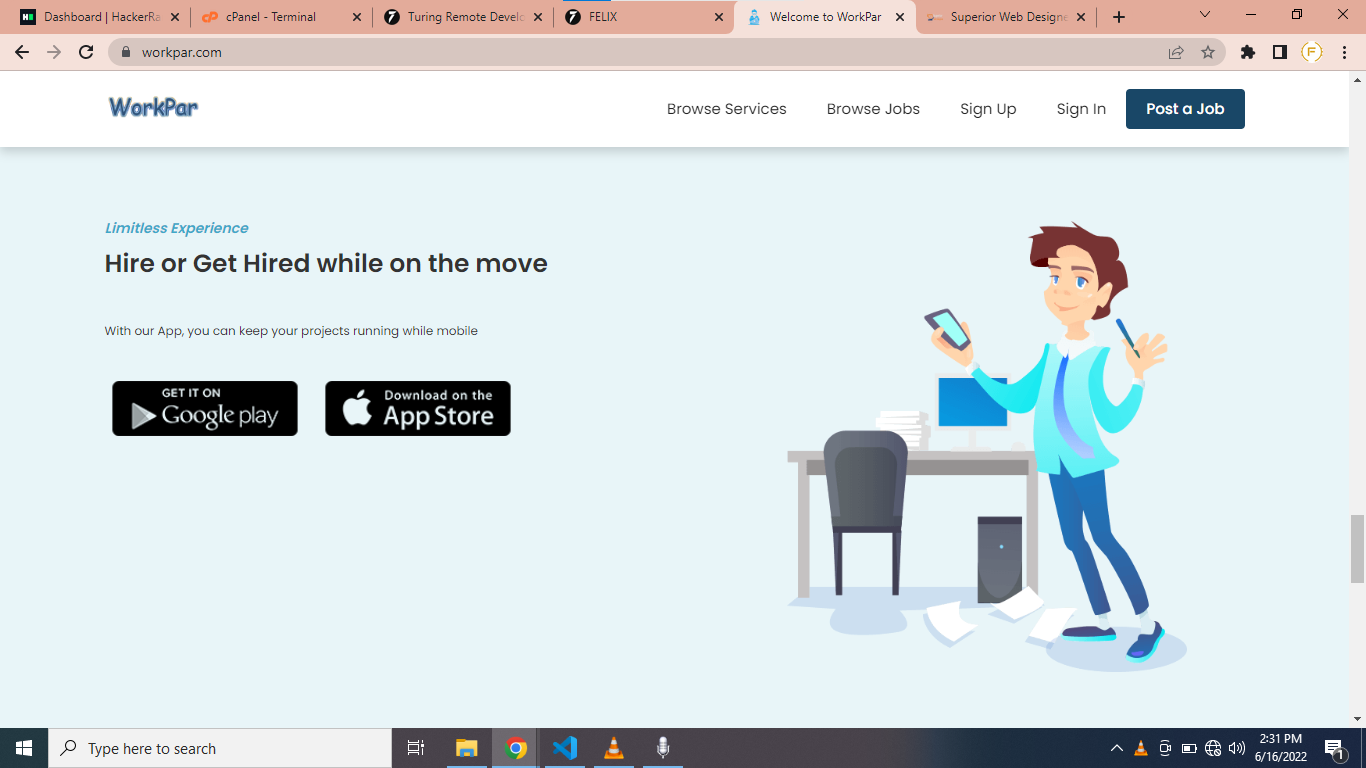 Dashboard | HackerRa
cPanel - Terminal
Turing Remote Develo
FELIX
Welcome to WorkPar
Superior Web Designe
workpar.com
F
WorkPar
Browse Services
Browse Jobs
Sign Up
Sign In
Post a Job
Limitless Experience
Hire or Get Hired while on the move
With our App, you can keep your projects running while mobile
GET IT ON
Google play
Download on the
App Store
Type here to search
2:31 PM
6/16/2022
1